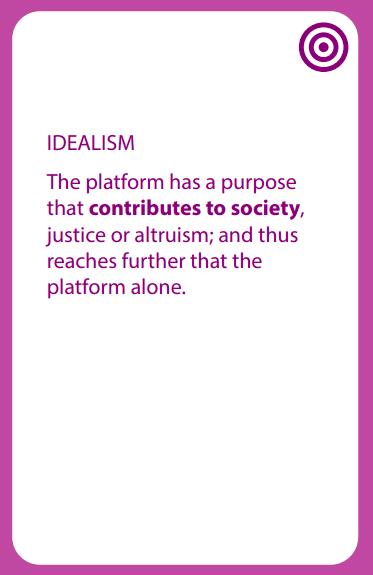 IDEALISM
The platform has a purpose
that contributes to society,
justice or altruism; and thus
reaches further that the
platform alone.